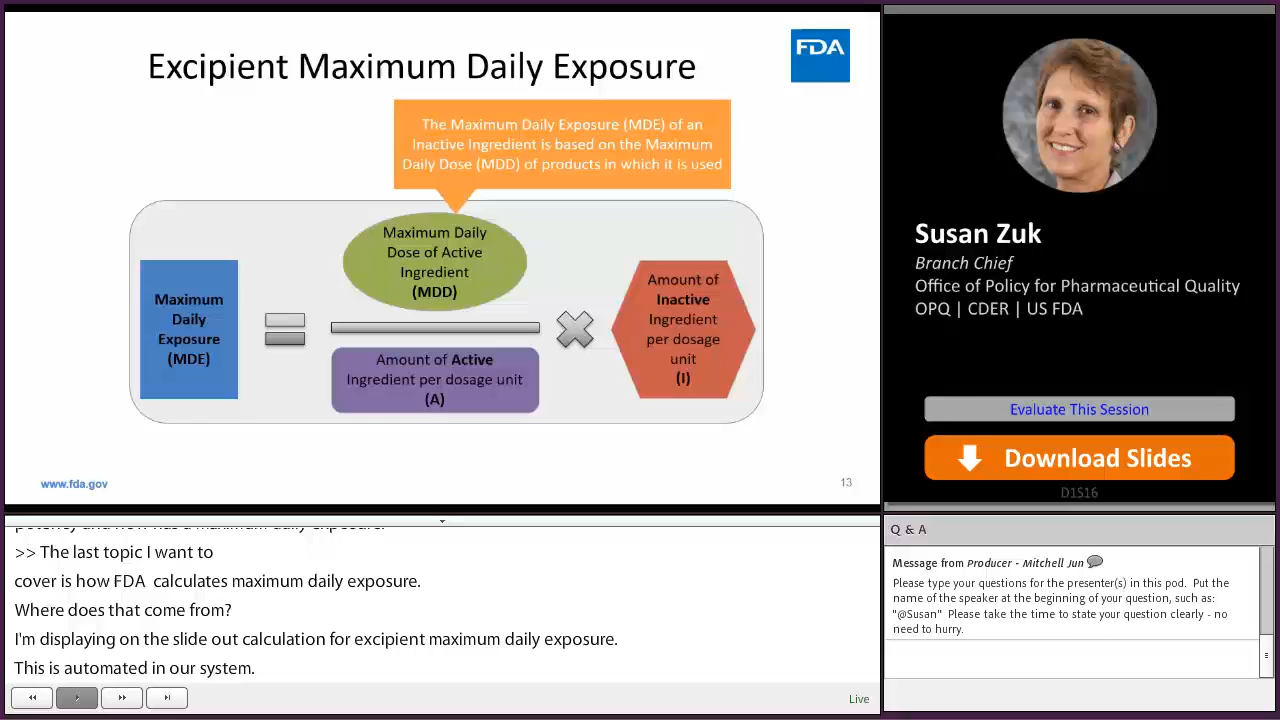 Excipient Maximum Daily Exposure
FDA
The Maximum Daily Exposure (MDE) of an
Inactive Ingredient is based on the Maximum
Daily Dose (MDD) of products in which it is used
Maximum
Daily
Exposure
(MDE)
Maximum Daily
Dose of Active
Ingredient
(MDD)
Amount of Active
Ingredient per dosage unit
(A)
Amount of
Inactive
Ingredient
per dosage
unit
(I)
www.fda.gov
13
Susan Zuk
Branch Chief
Office of Policy for Pharmaceutical Quality
OPQ | CDER | US FDA
Evaluate This Session
Download Slides
D1S16
>> The last topic I want to
cover is how FDA calculates maximum daily exposure.
Where does that come from?
I'm displaying on the slide out calculation for excipient maximum daily exposure.
This is automated in our system.
Live
Q & A
Message from Producer - Mitchell Jun
Please type your questions for the presenter(s) in this pod. Put the
name of the speaker at the beginning of your question, such as:
"@Susan" Please take the time to state your question clearly - no
need to hurry.